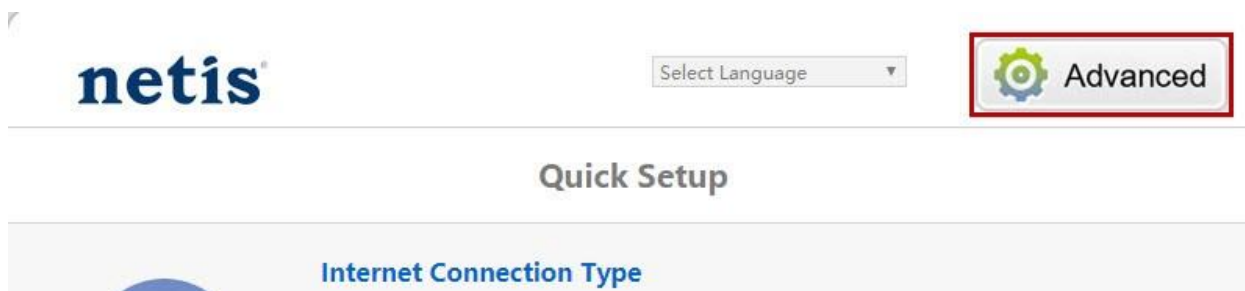 netis
Select Language
Advanced
Quick Setup
Internet Connection Type